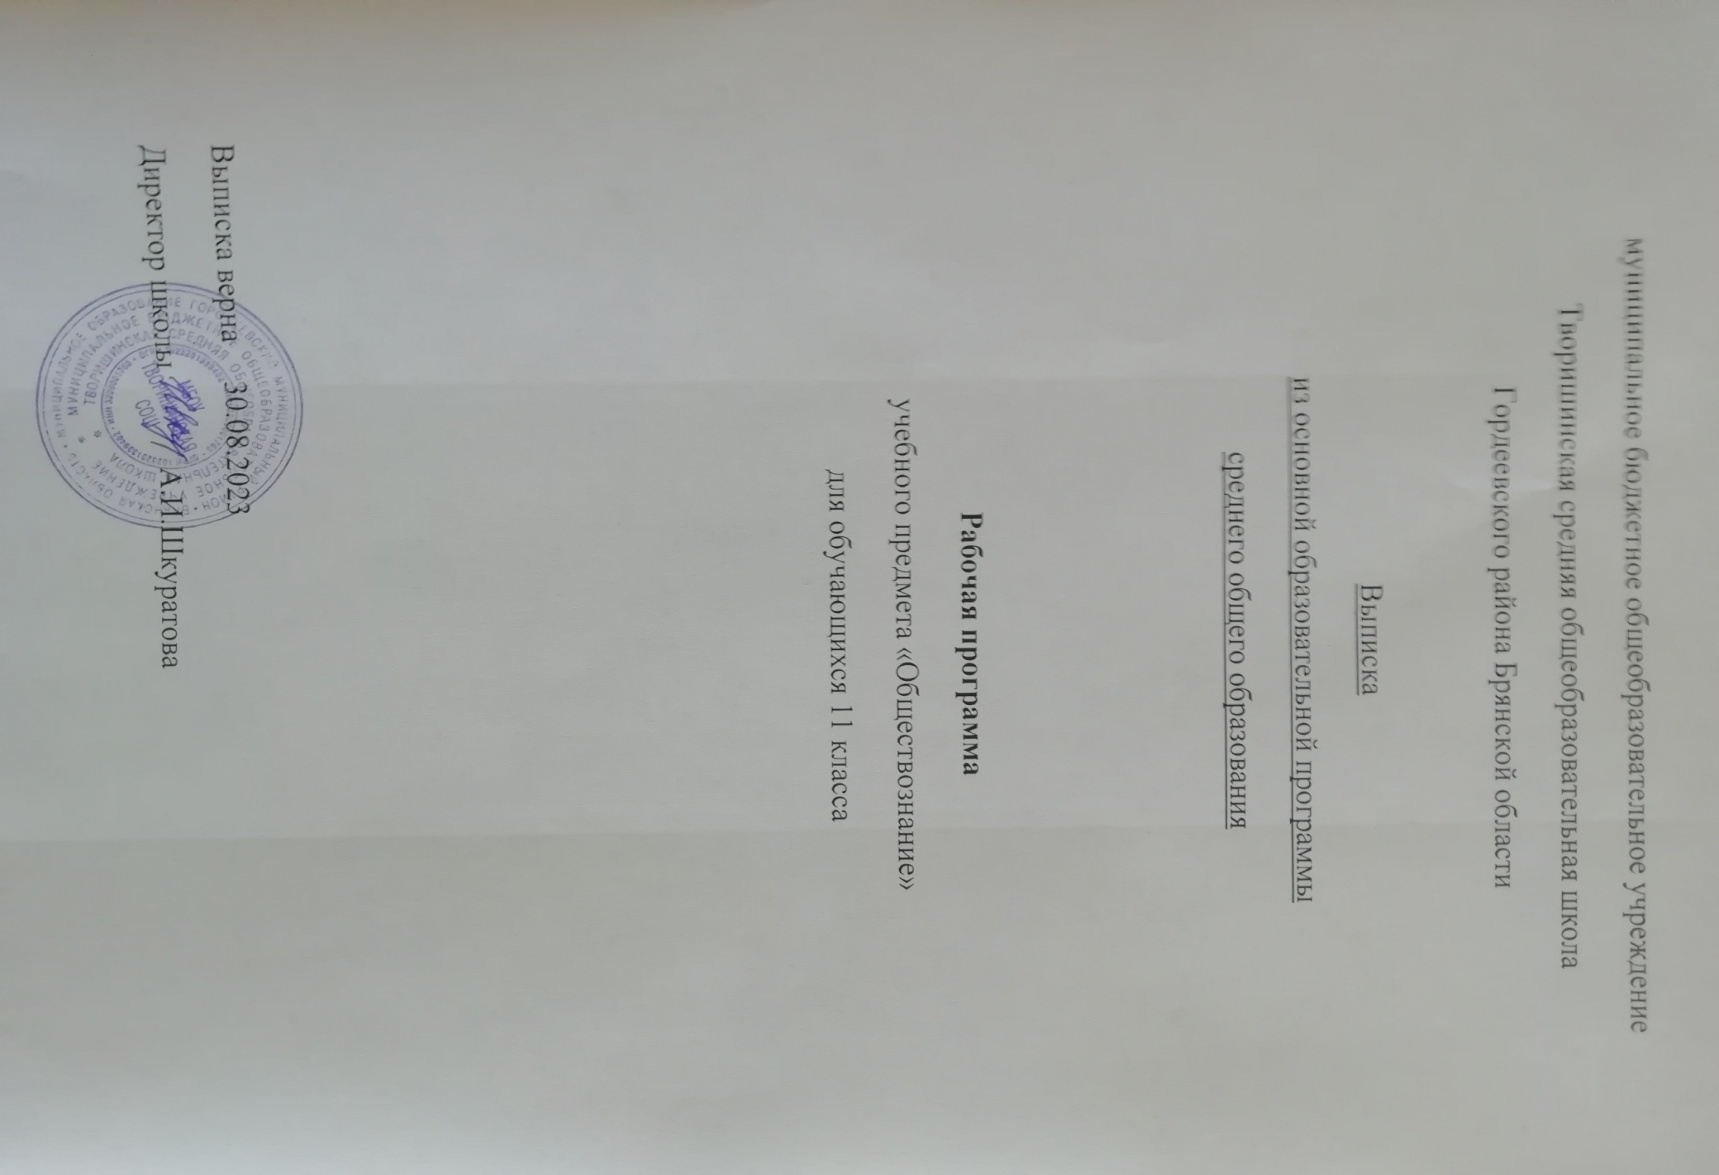 муниципальное бюджетное общеобразовательное учреждение
Творишинская средняя общеобразовательная школа
Гордеевского района Брянской области
Выписка
из основной образовательной программы
среднего общего образования
Рабочая программа
учебного предмета «Обществознание»
для обучающихся 11 класса
Выписка верна 30.08.2023
Директор школы А.И.Шкуратова